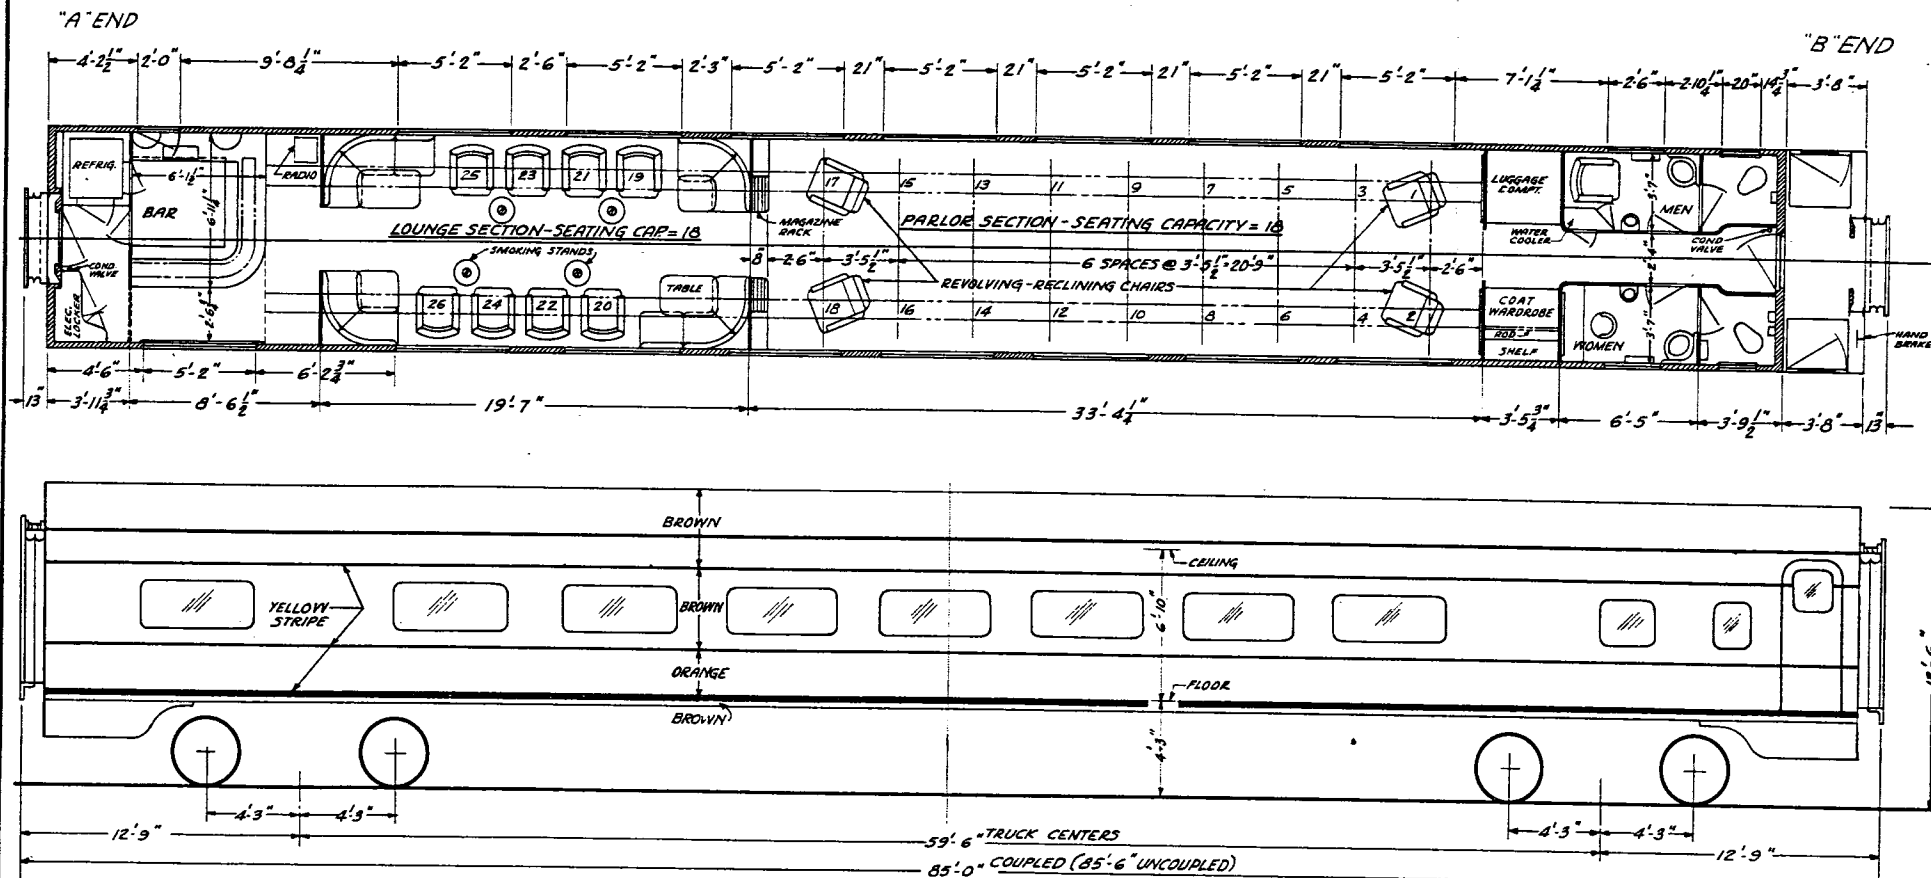 "A" END
"B" END
4'-2½" 2'-0" 9'-8¼" 5'-2" 2'-6" 5'-2" 2'-3" 5'-2" 21" 5'-2" 21" 5'-2" 21" 5'-2" 21" 5'-2" 7'-1¼" 2'-6" 2'-10¼" 20" 14¾" 3'-8"
REFRIG.
6'-1½"
6'-11¼"
BAR
RADIO
25 23 21 19
LOUNGE SECTION-SEATING CAP=18
SMOKING STANDS
MAGAZINE
RACK
17 15 13 11 9 7 5 3 1
PARLOR SECTION-SEATING CAPACITY=18
LUGGAGE
COMPT.
WATER
COOLER
MEN
5'-7"
COND
VALVE
2'-4"
8" 2'-6" 3'-5½" 6 SPACES @ 3'-5½"=20'-9" 3'-5½" 2'-6"
REVOLVING-RECLINING CHAIRS
COND.
VALVE
ELEC.
LOCKER
26 24 22 20
TABLE
18 16 14 12 10 8 6 4 2
COAT
WARDROBE
ROD
SHELF
WOMEN
5'-7"
HAND
BRAKE
4'-6" 5'-2" 6'-2¾"
13" 3'-11¾" 8'-6½" 19'-7" 33'-4¼" 3'-5¾" 6'-5" 3'-9½" 3'-8" 13"
BROWN
CEILING
YELLOW
STRIPE
BROWN
6'-10"
ORANGE
FLOOR
BROWN
4'-3"
4'-3" 4'-3" 4'-3" 4'-3"
12'-9" 59'-6" TRUCK CENTERS 12'-9"
85'-0" COUPLED (85'-6" UNCOUPLED)